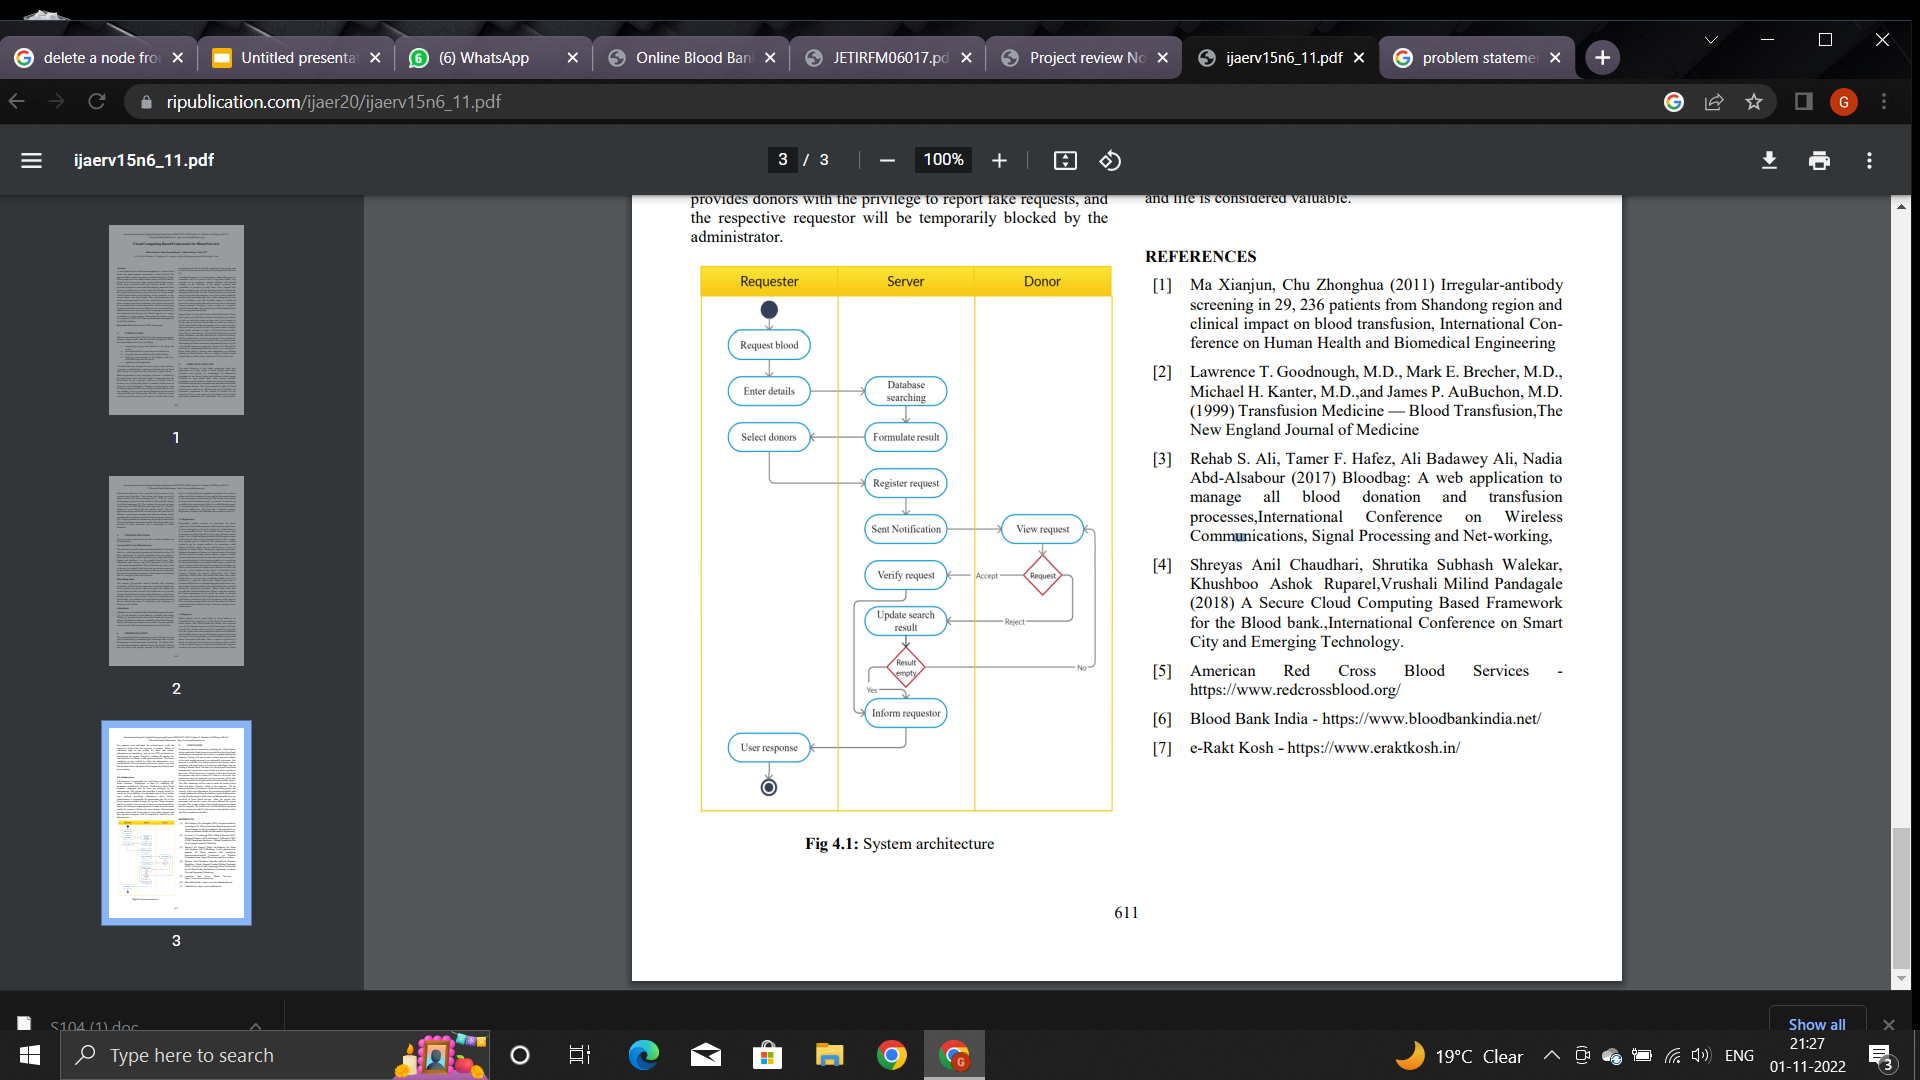 delete a node fro
Untitled presenta
(6) WhatsApp
Online Blood Ban
JETIRFM06017.pd
Project review No
ijaerv15n6_11.pdf
problem stateme
ripublication.com/ijaer20/ijaerv15n6_11.pdf
G
ijaerv15n6_11.pdf
3 / 3
100%
1
2
3
provides donors with the privilege to report fake requests, and
the respective requestor will be temporarily blocked by the
administrator.
Requester
Server
Donor
Request blood
Enter details
Database
searching
Select donors
Formulate result
Register request
Sent Notification
View request
Verify request
Accept
Request
Update search
result
Reject
Result
empty
No
Yes
Inform requestor
User response
Fig 4.1: System architecture
and life is considered valuable.
REFERENCES
[1] Ma Xianjun, Chu Zhonghua (2011) Irregular-antibody
screening in 29, 236 patients from Shandong region and
clinical impact on blood transfusion, International Con-
ference on Human Health and Biomedical Engineering
[2] Lawrence T. Goodnough, M.D., Mark E. Brecher, M.D.,
Michael H. Kanter, M.D.,and James P. AuBuchon, M.D.
(1999) Transfusion Medicine — Blood Transfusion,The
New England Journal of Medicine
[3] Rehab S. Ali, Tamer F. Hafez, Ali Badawey Ali, Nadia
Abd-Alsabour (2017) Bloodbag: A web application to
manage all blood donation and transfusion
processes,International Conference on Wireless
Communications, Signal Processing and Net-working,
[4] Shreyas Anil Chaudhari, Shrutika Subhash Walekar,
Khushboo Ashok Ruparel,Vrushali Milind Pandagale
(2018) A Secure Cloud Computing Based Framework
for the Blood bank.,International Conference on Smart
City and Emerging Technology.
[5] American Red Cross Blood Services -
https://www.redcrossblood.org/
[6] Blood Bank India - https://www.bloodbankindia.net/
[7] e-Rakt Kosh - https://www.eraktkosh.in/
611
S104 (1).doc
Show all
Type here to search
19°C Clear
ENG
21:27
01-11-2022
3